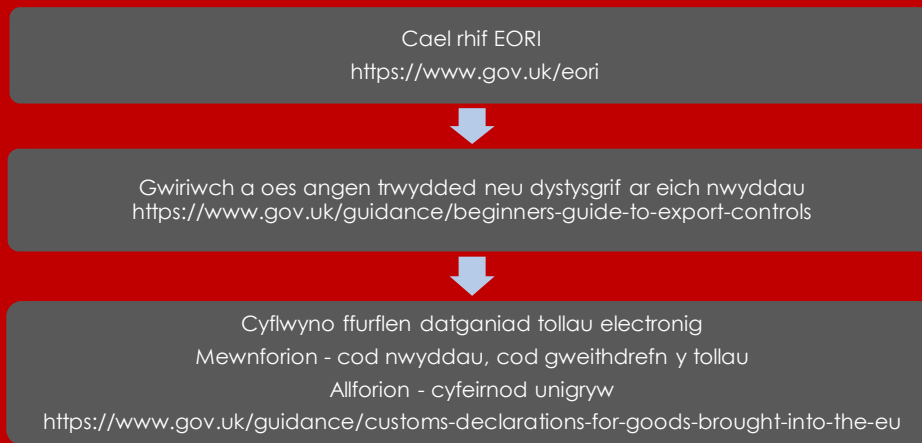 Cael rhif EORI
https://www.gov.uk/eori
Gwiriwch a oes angen trwydded neu dystysgrif ar eich nwyddau
https://www.gov.uk/guidance/beginners-guide-to-export-controls
Cyflwyno ffurflen datganiad tollau electronig
Mewnforion - cod nwyddau, cod gweithdrefn y tollau
Allforion - cyfeirnod unigryw
https://www.gov.uk/guidance/customs-declarations-for-goods-brought-into-the-eu